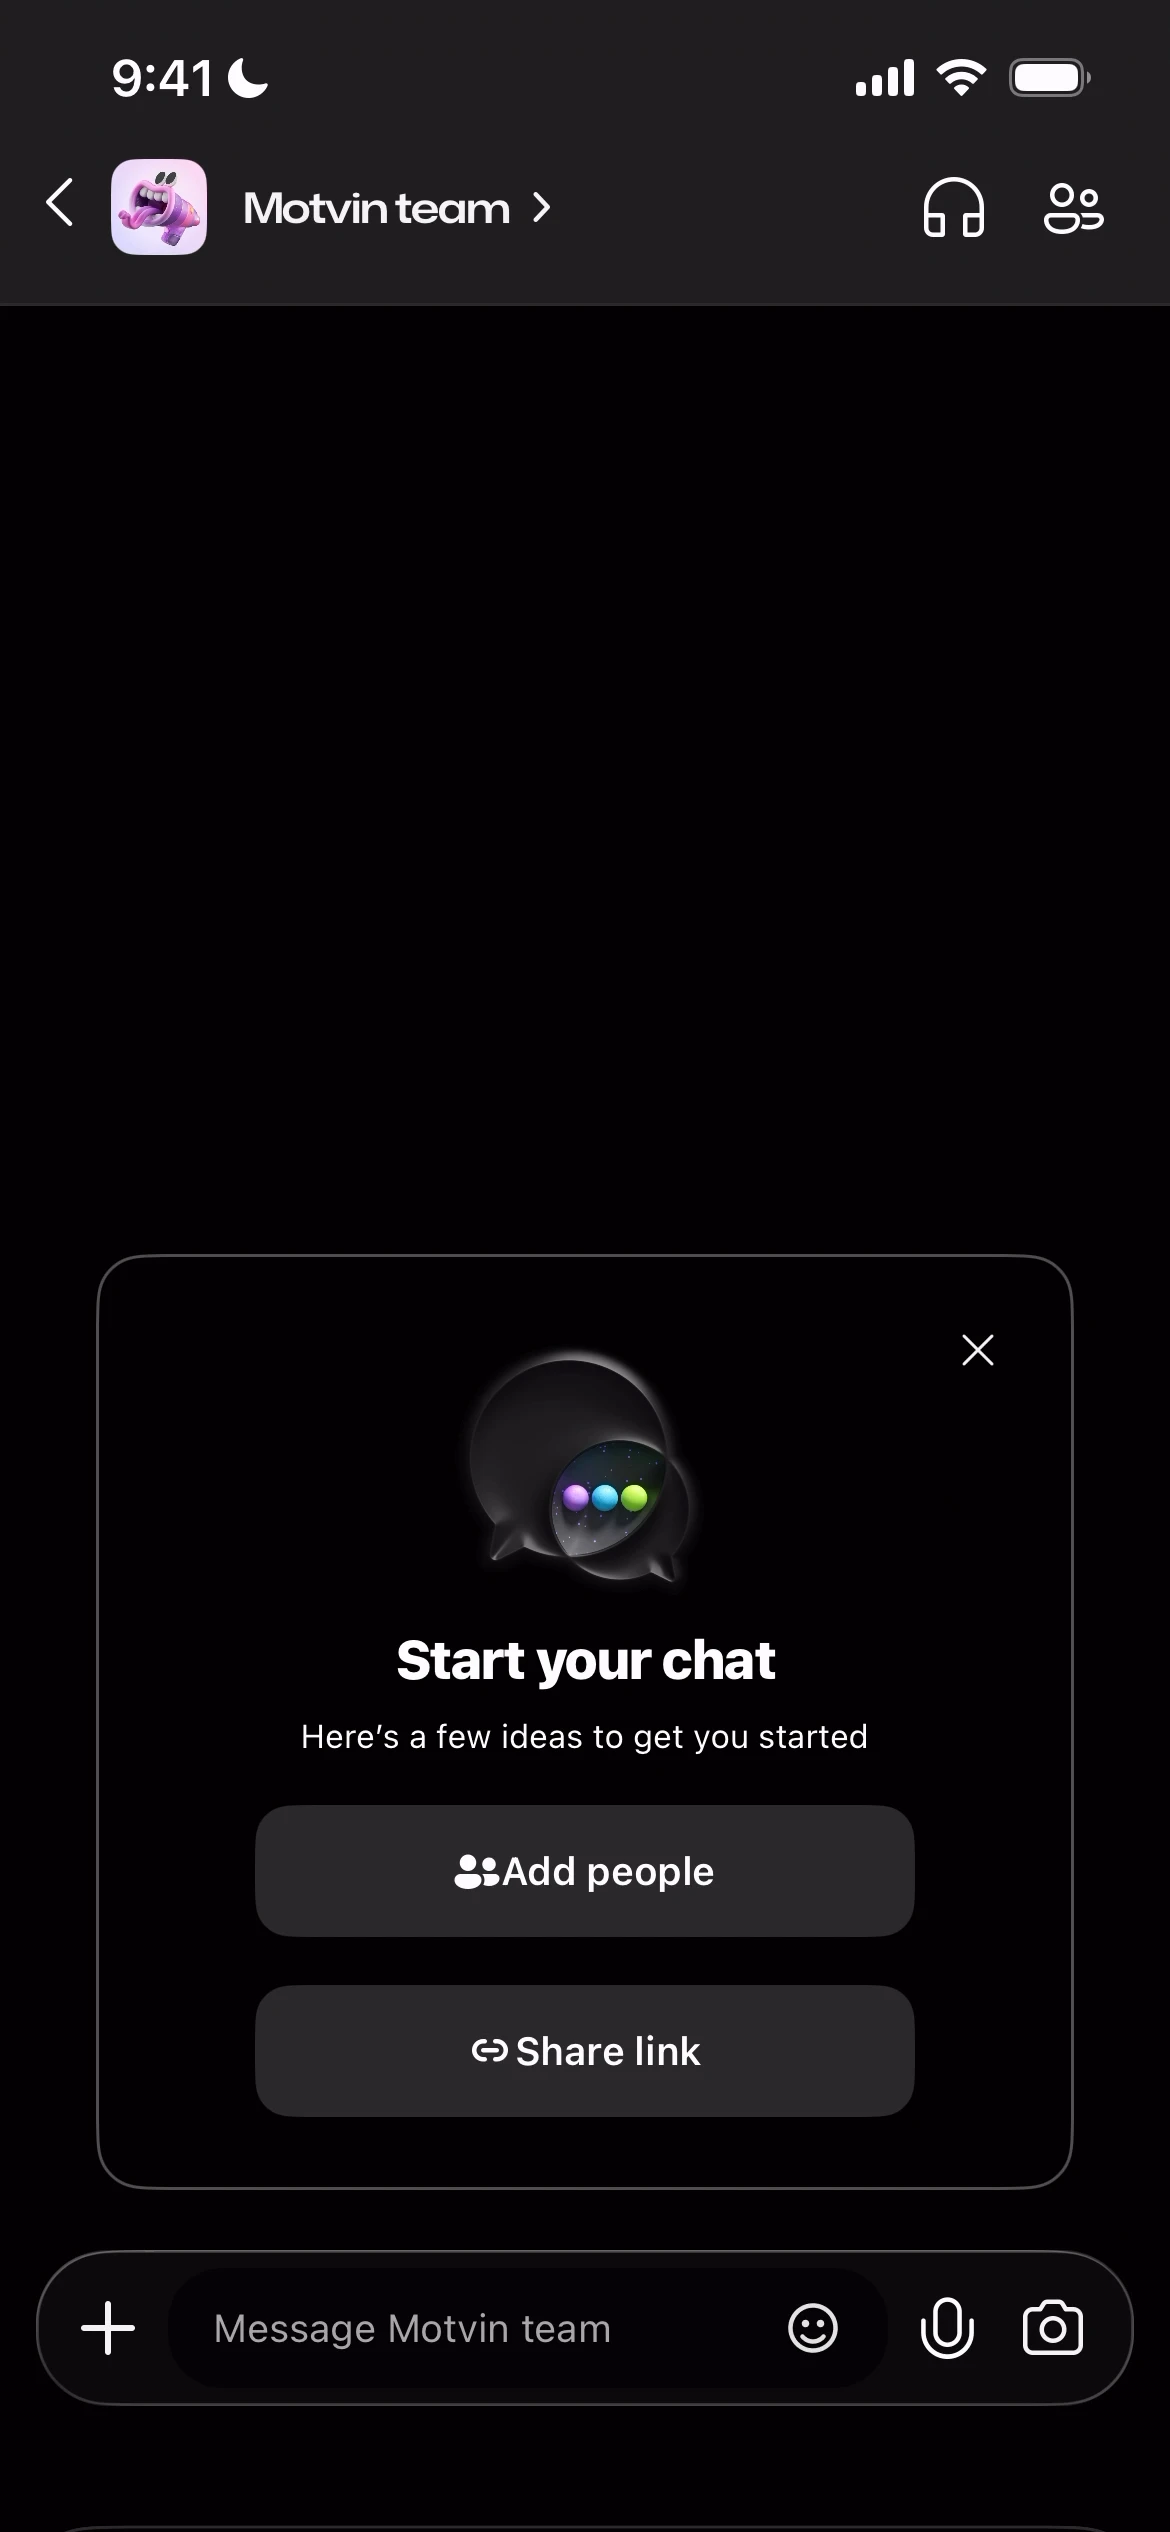 9:41
Motvin team
Start your chat
Here’s a few ideas to get you started
Add people
Share link
Message Motvin team